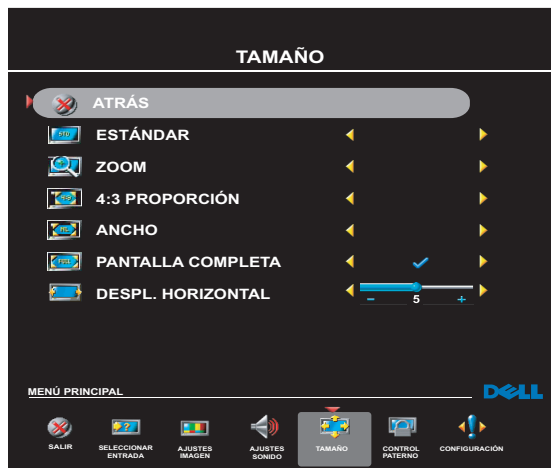 TAMAÑO
ATRÁS
ESTÁNDAR
ZOOM
4:3 PROPORCIÓN
ANCHO
PANTALLA COMPLETA
DESPL. HORIZONTAL
- 5 +
MENÚ PRINCIPAL
DELL
SALIR
SELECCIONAR
ENTRADA
AJUSTES
IMAGEN
AJUSTES
SONIDO
TAMAÑO
CONTROL
PATERNO
CONFIGURACIÓN